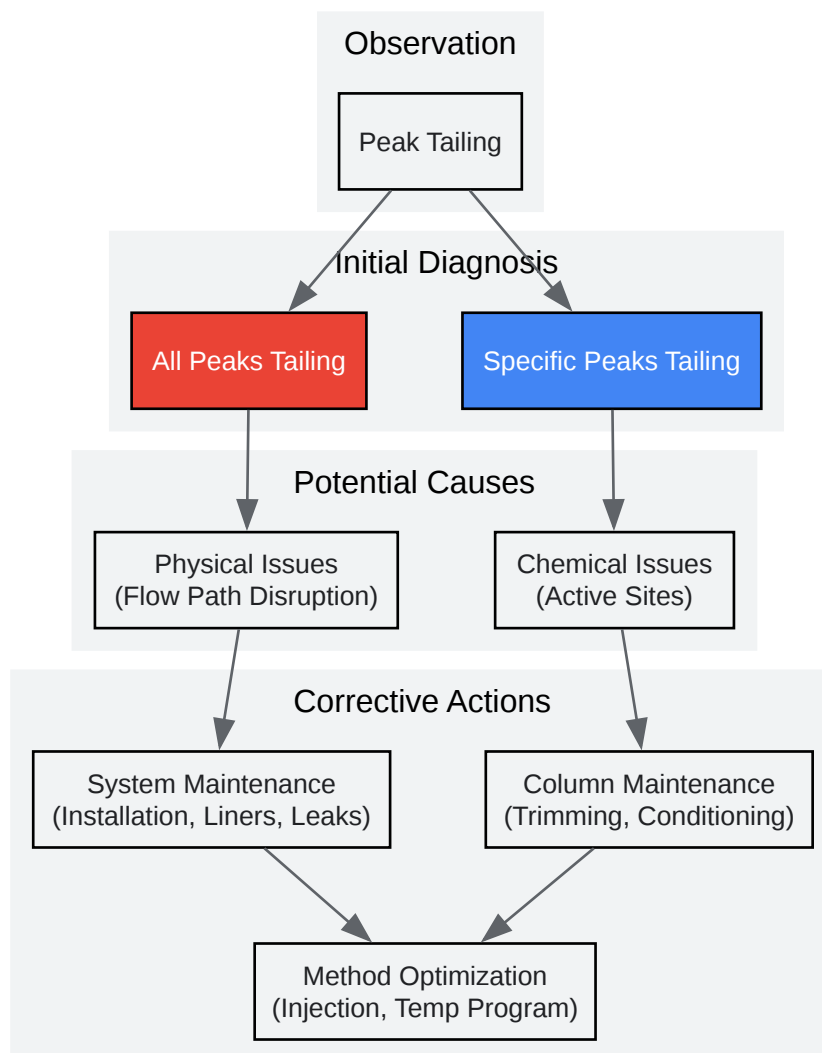 Observation
Peak Tailing
Initial Diagnosis
All Peaks Tailing
Specific Peaks Tailing
Potential Causes
Physical Issues
(Flow Path Disruption)
Chemical Issues
(Active Sites)
Corrective Actions
System Maintenance
(Installation, Liners, Leaks)
Column Maintenance
(Trimming, Conditioning)
Method Optimization
(Injection, Temp Program)